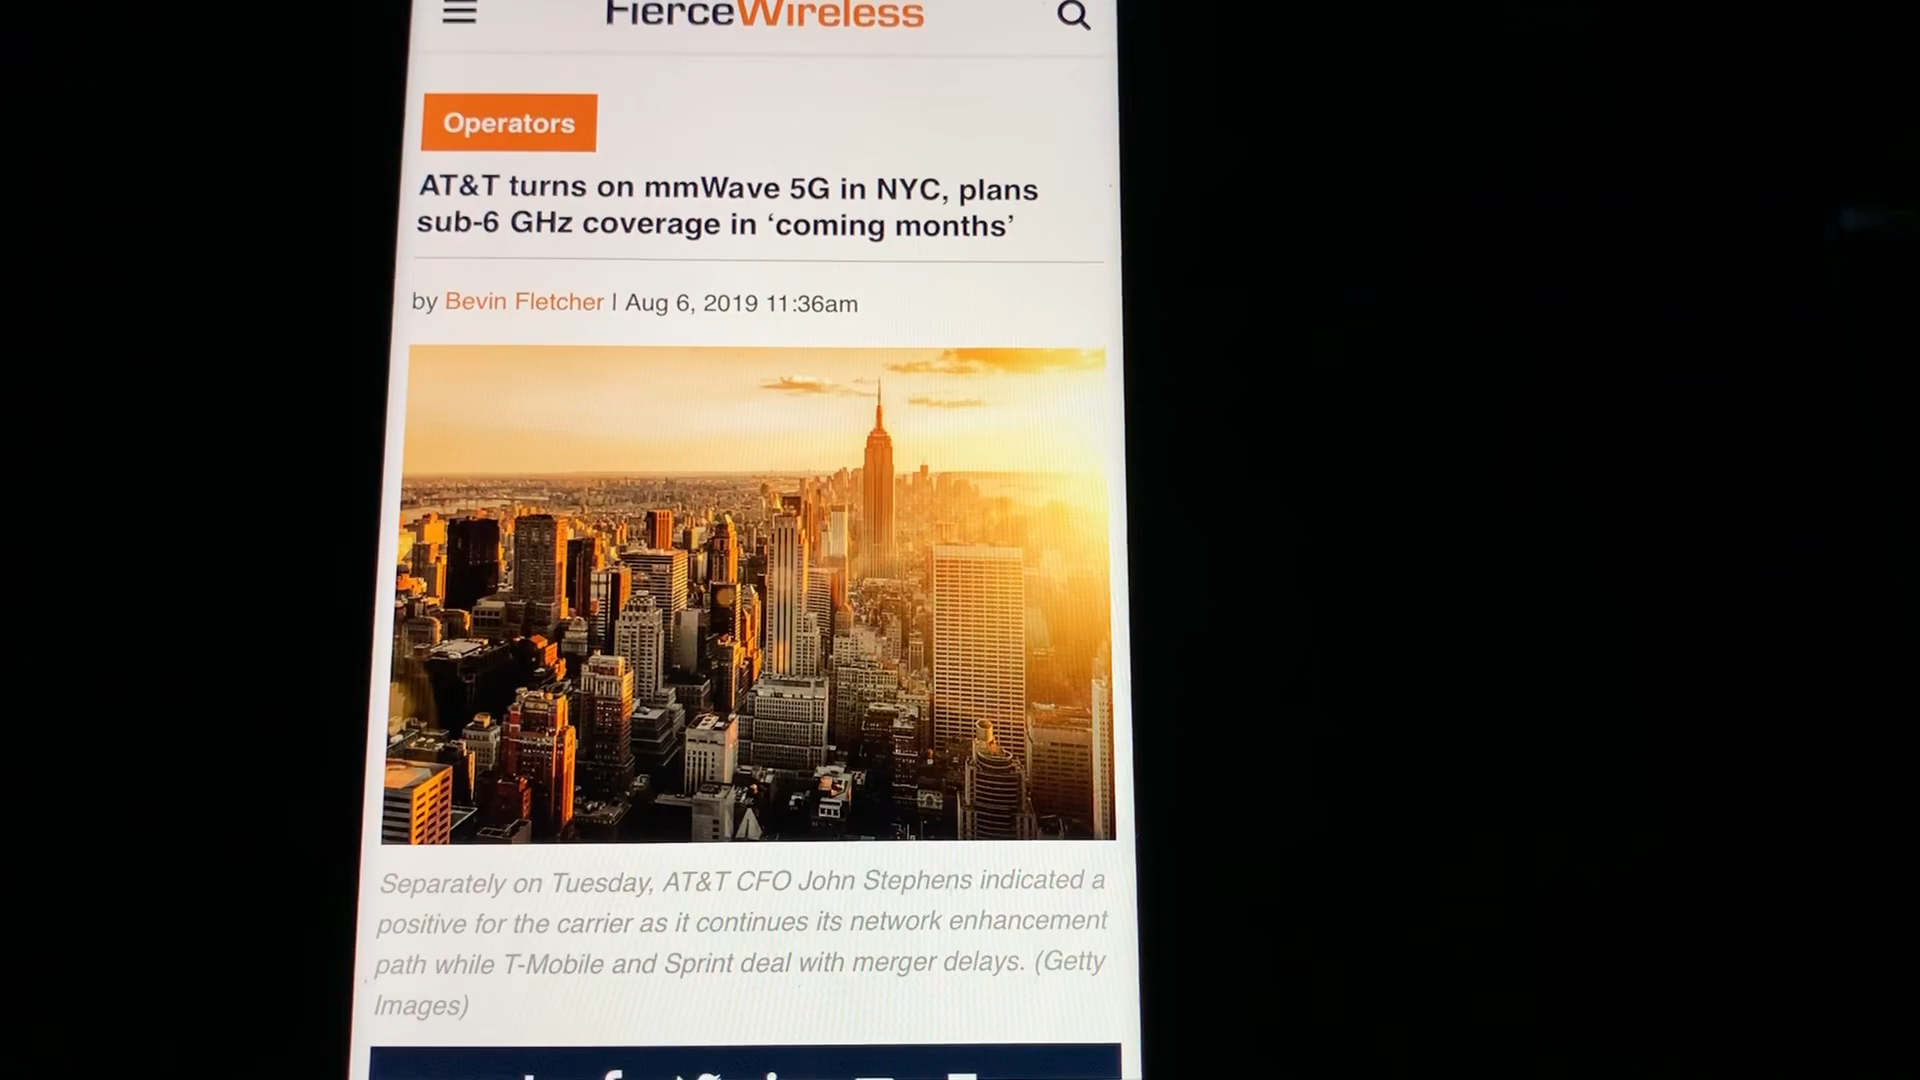 FierceWireless
Operators
AT&T turns on mmWave 5G in NYC, plans
sub-6 GHz coverage in ‘coming months’
by Bevin Fletcher | Aug 6, 2019 11:36am
Separately on Tuesday, AT&T CFO John Stephens indicated a
positive for the carrier as it continues its network enhancement
path while T-Mobile and Sprint deal with merger delays. (Getty
Images)